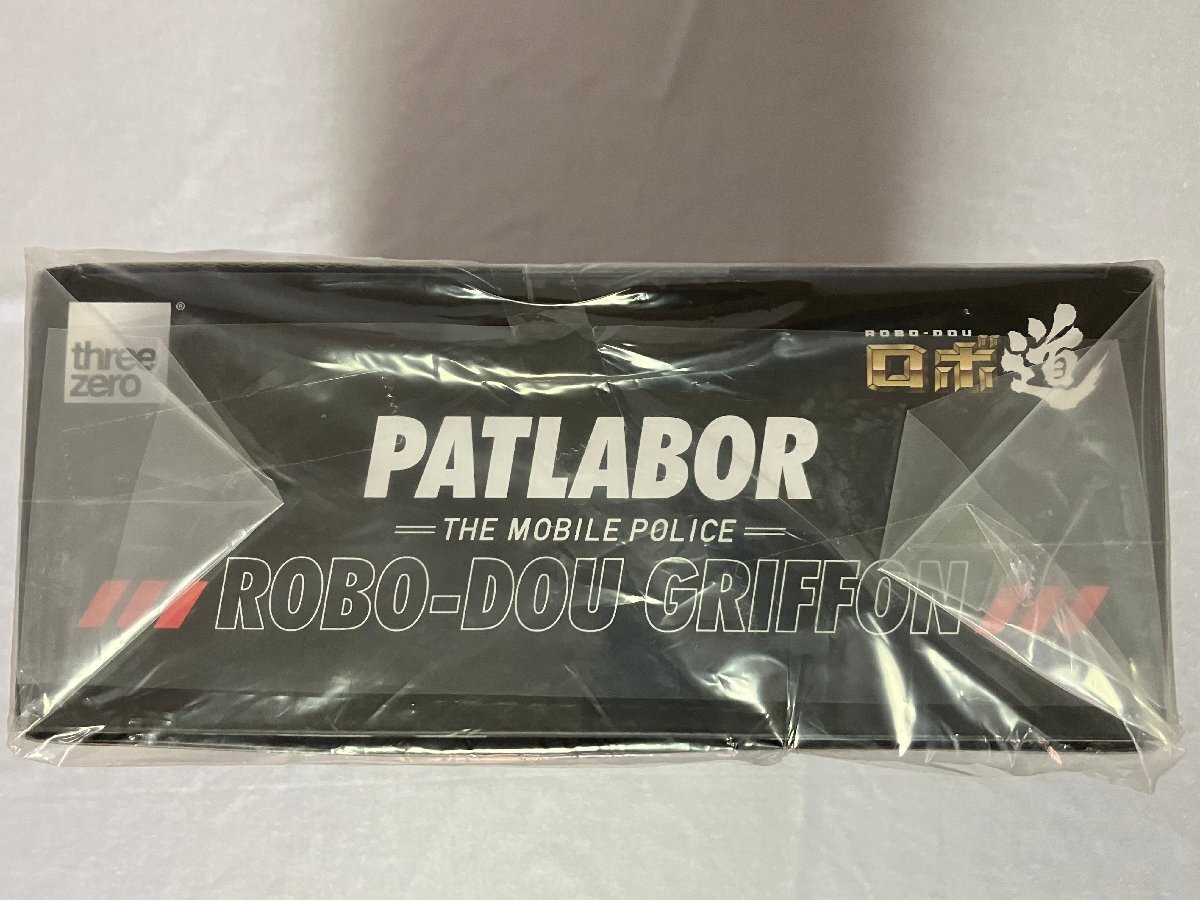 three
zero
®
ROBO-DOU
ロボ道
PATLABOR
THE MOBILE POLICE
ROBO-DOU GRIFFON